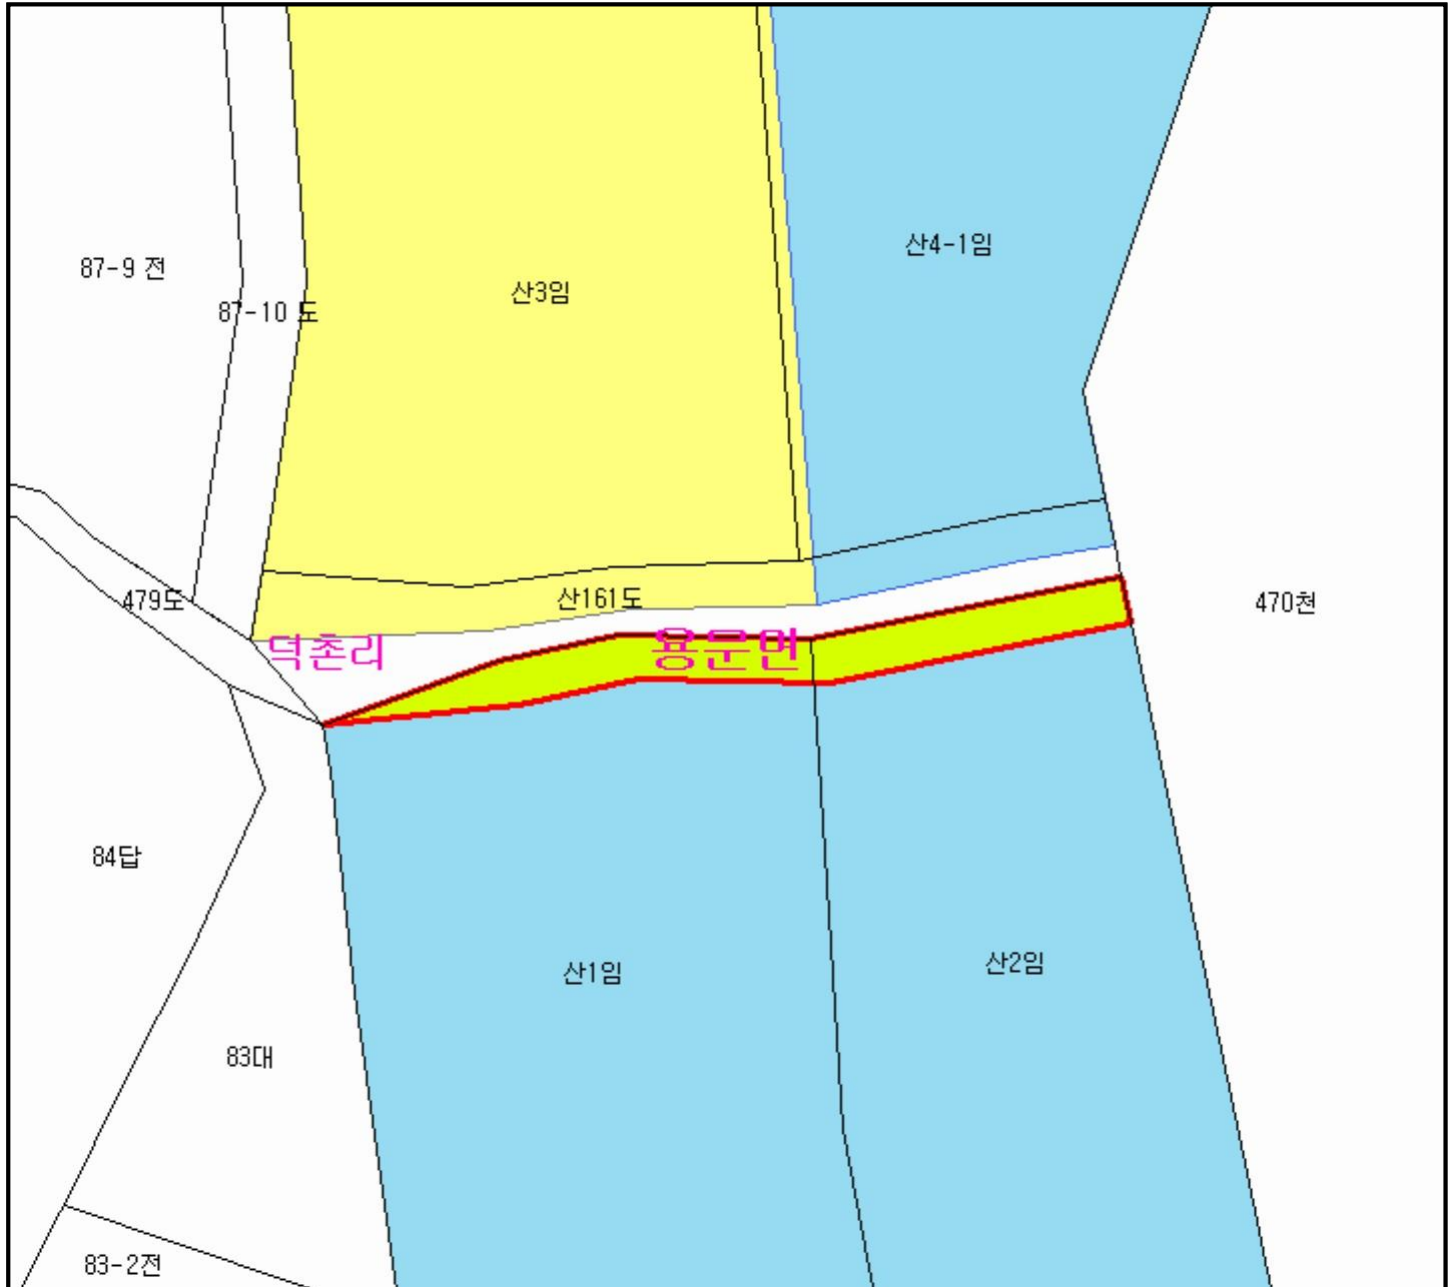 산4-1임
87-9 전
산3임
87-10 도
479도
산161도
470천
덕촌리
용문면
84답
산1임
산2임
83대
83-2전